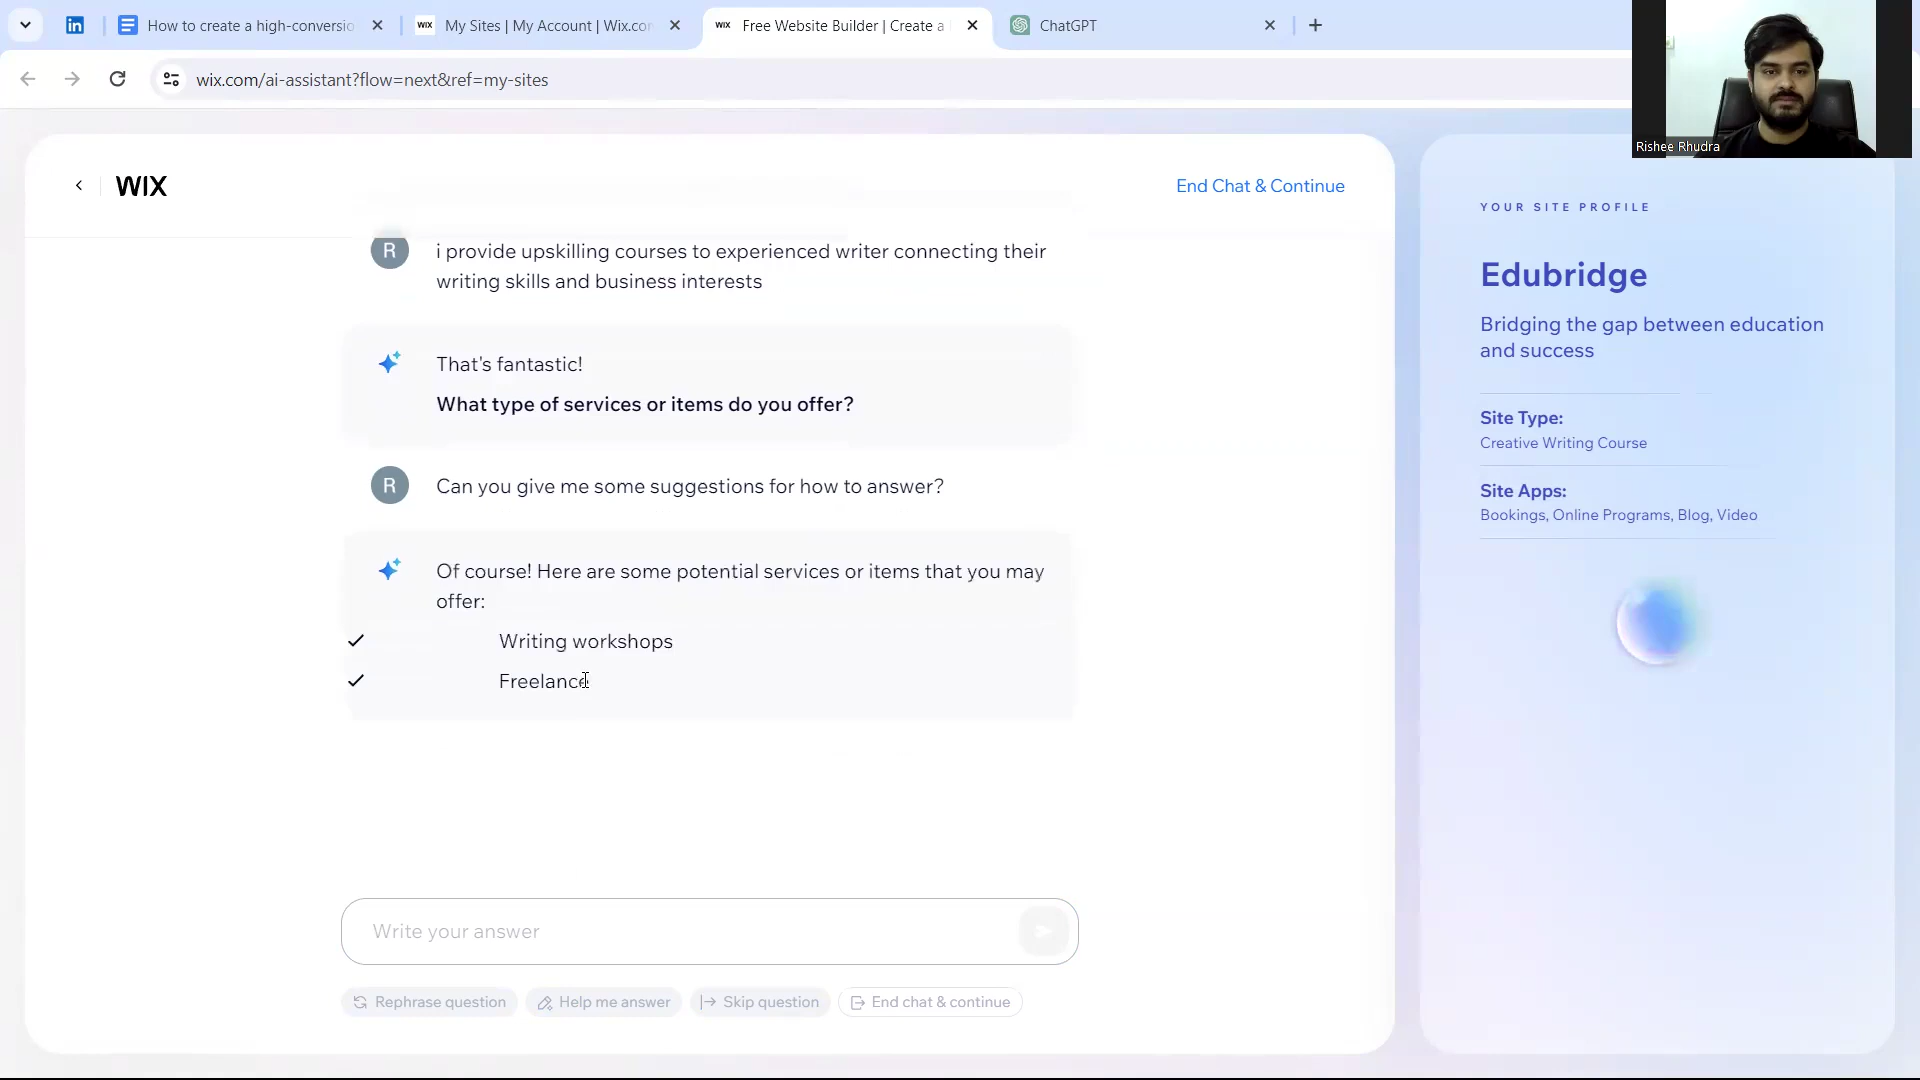 How to create a high-conversio
WIX
My Sites | My Account | Wix.co
WIX
Free Website Builder | Create a
ChatGPT
wix.com/ai-assistant?flow=next&ref=my-sites
Rishee Rhudra
WIX
End Chat & Continue
R
i provide upskilling courses to experienced writer connecting their
writing skills and business interests
That's fantastic!
What type of services or items do you offer?
R
Can you give me some suggestions for how to answer?
Of course! Here are some potential services or items that you may
offer:
Writing workshops
Freelance
Write your answer
Rephrase question
Help me answer
Skip question
End chat & continue
YOUR SITE PROFILE
Edubridge
Bridging the gap between education
and success
Site Type:
Creative Writing Course
Site Apps:
Bookings, Online Programs, Blog, Video